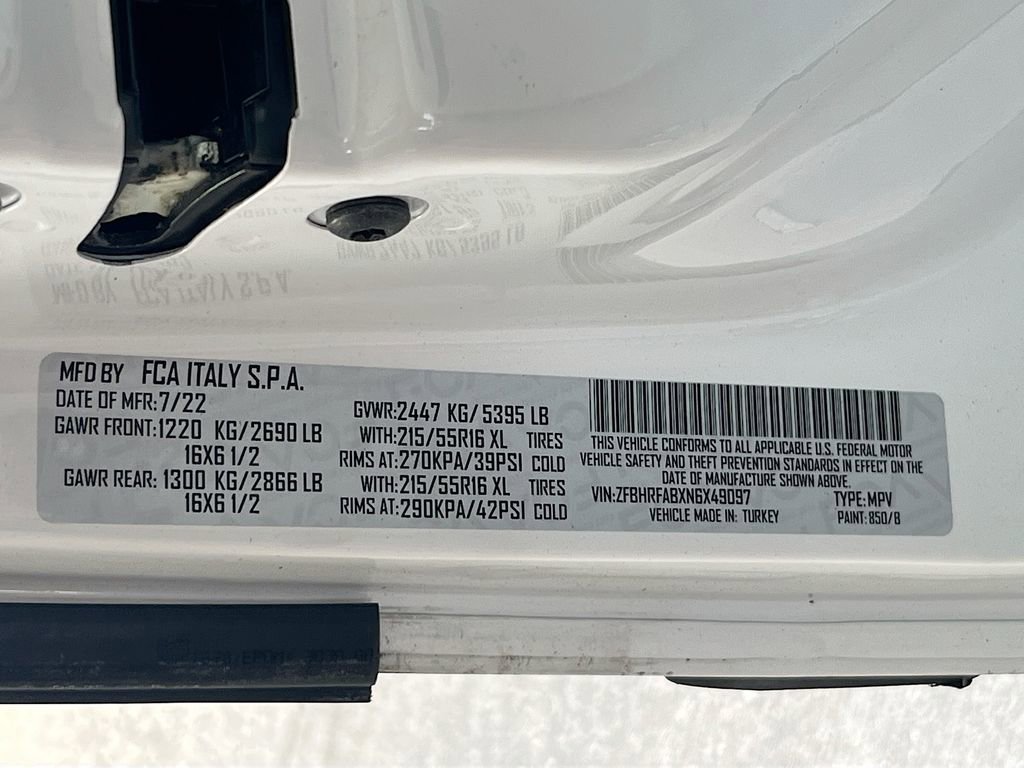 MFD BY FCA ITALY S.P.A.
DATE OF MFR:7/22
GAWR FRONT:1220 KG/2690 LB
16X6 1/2
GAWR REAR: 1300 KG/2866 LB
16X6 1/2
GVWR:2447 KG/5395 LB
WITH:215/55R16 XL TIRES
RIMS AT:270KPA/39PSI COLD
WITH:215/55R16 XL TIRES
RIMS AT:290KPA/42PSI COLD
THIS VEHICLE CONFORMS TO ALL APPLICABLE U.S. FEDERAL MOTOR
VEHICLE SAFETY AND THEFT PREVENTION STANDARDS IN EFFECT ON THE
DATE OF MANUFACTURE SHOWN ABOVE.
VIN:ZFBHRFABXN6X49097 TYPE:MPV
VEHICLE MADE IN: TURKEY PAINT: 850/B